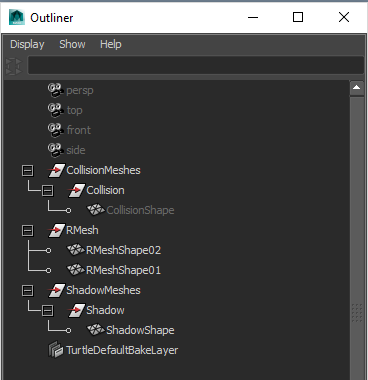 Outliner
Display Show Help
persp
top
front
side
CollisionMeshes
Collision
CollisionShape
RMesh
RMeshShape02
RMeshShape01
ShadowMeshes
Shadow
ShadowShape
TurtleDefaultBakeLayer